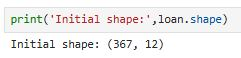 print('Initial shape:',loan.shape)
Initial shape: (367, 12)